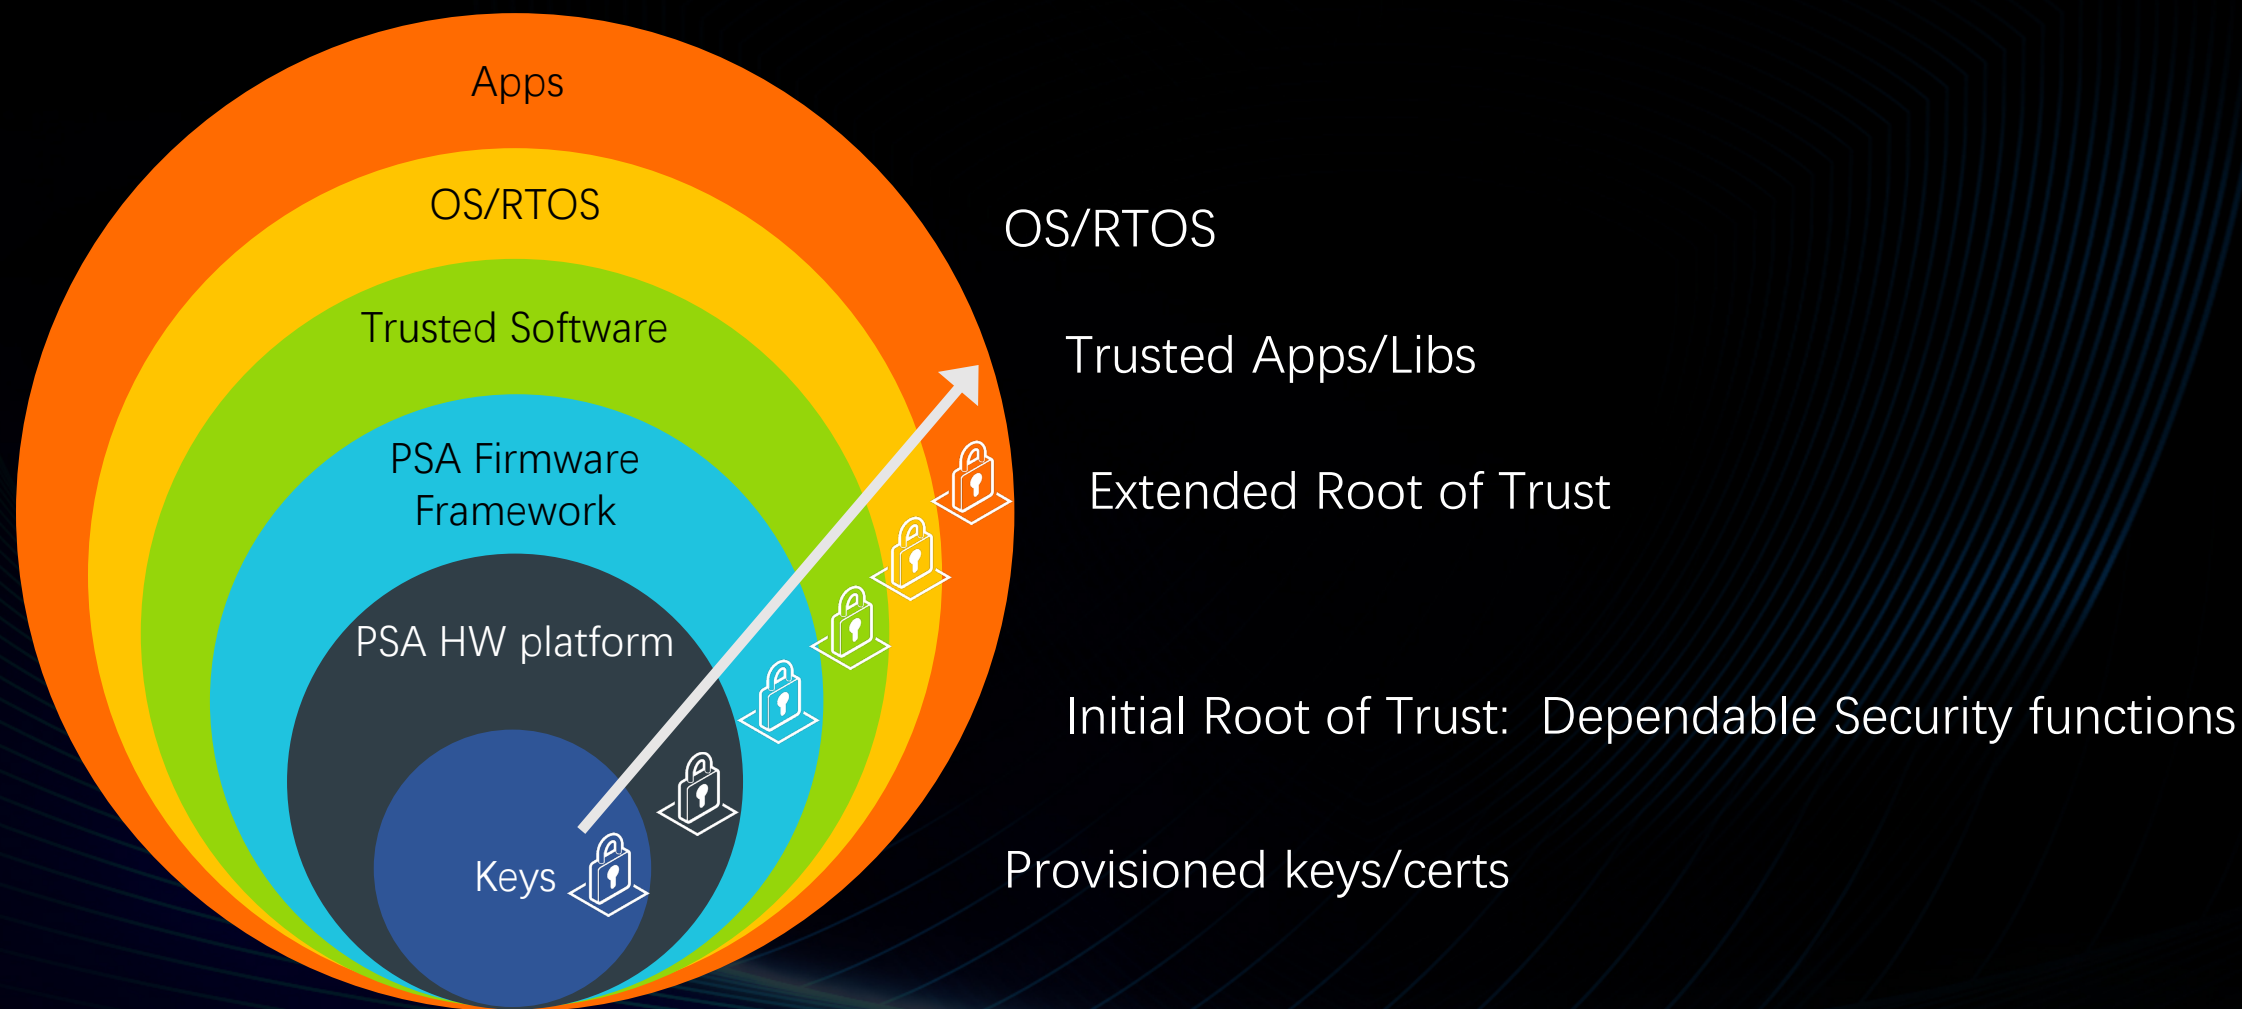 Apps
OS/RTOS
Trusted Software
PSA Firmware
Framework
PSA HW platform
Keys
OS/RTOS
Trusted Apps/Libs
Extended Root of Trust
Initial Root of Trust:  Dependable Security functions
Provisioned keys/certs